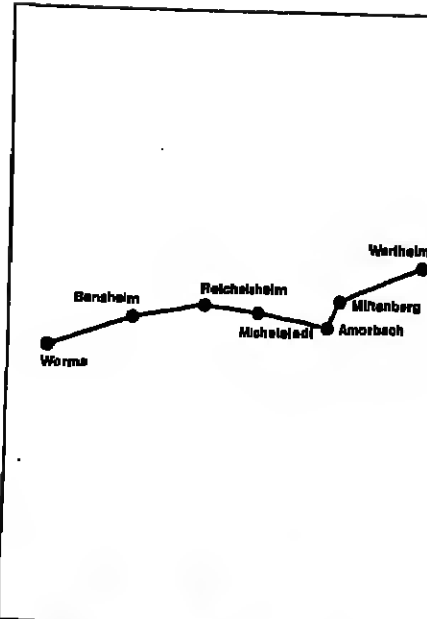 Wertheim
Reichelsheim
Bensheim
Miltenberg
Michelstadt
Amorbach
Worms